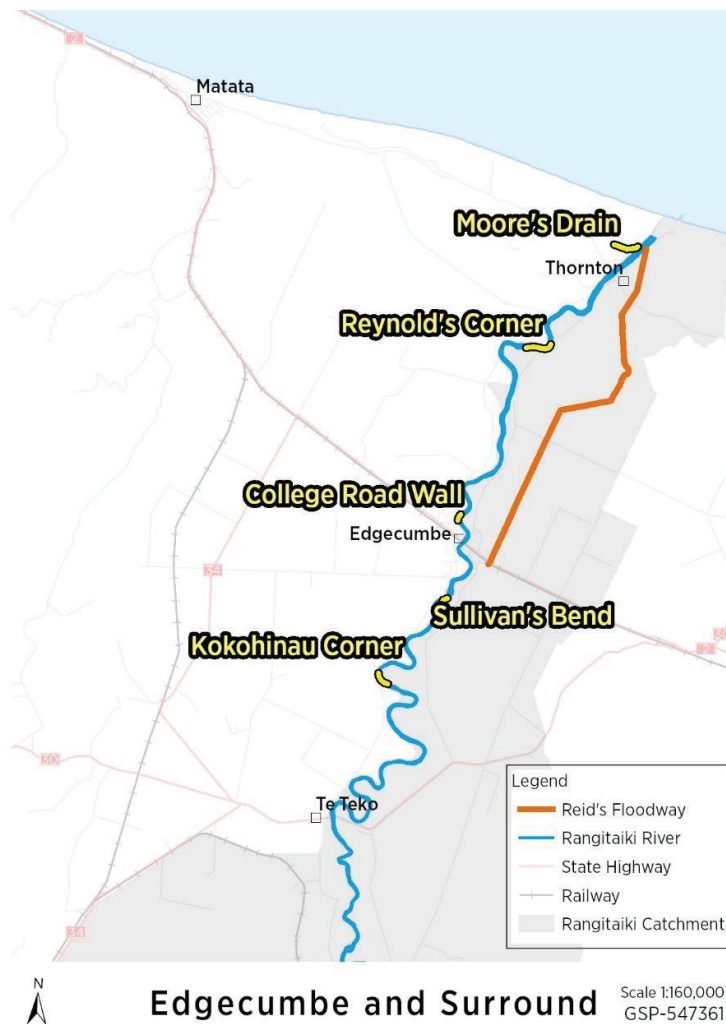 2
Matata
Moore's Drain
Thornton
Reynold's Corner
College Road Wall
Edgecumbe
34
Sullivan's Bend
Kokohinau Corner
2
30
30
Te Teko
34
Legend
Reid's Floodway
Rangitaiki River
State Highway
Railway
Rangitaiki Catchment
N
Edgecumbe and Surround
Scale 1:160,000
GSP-547361